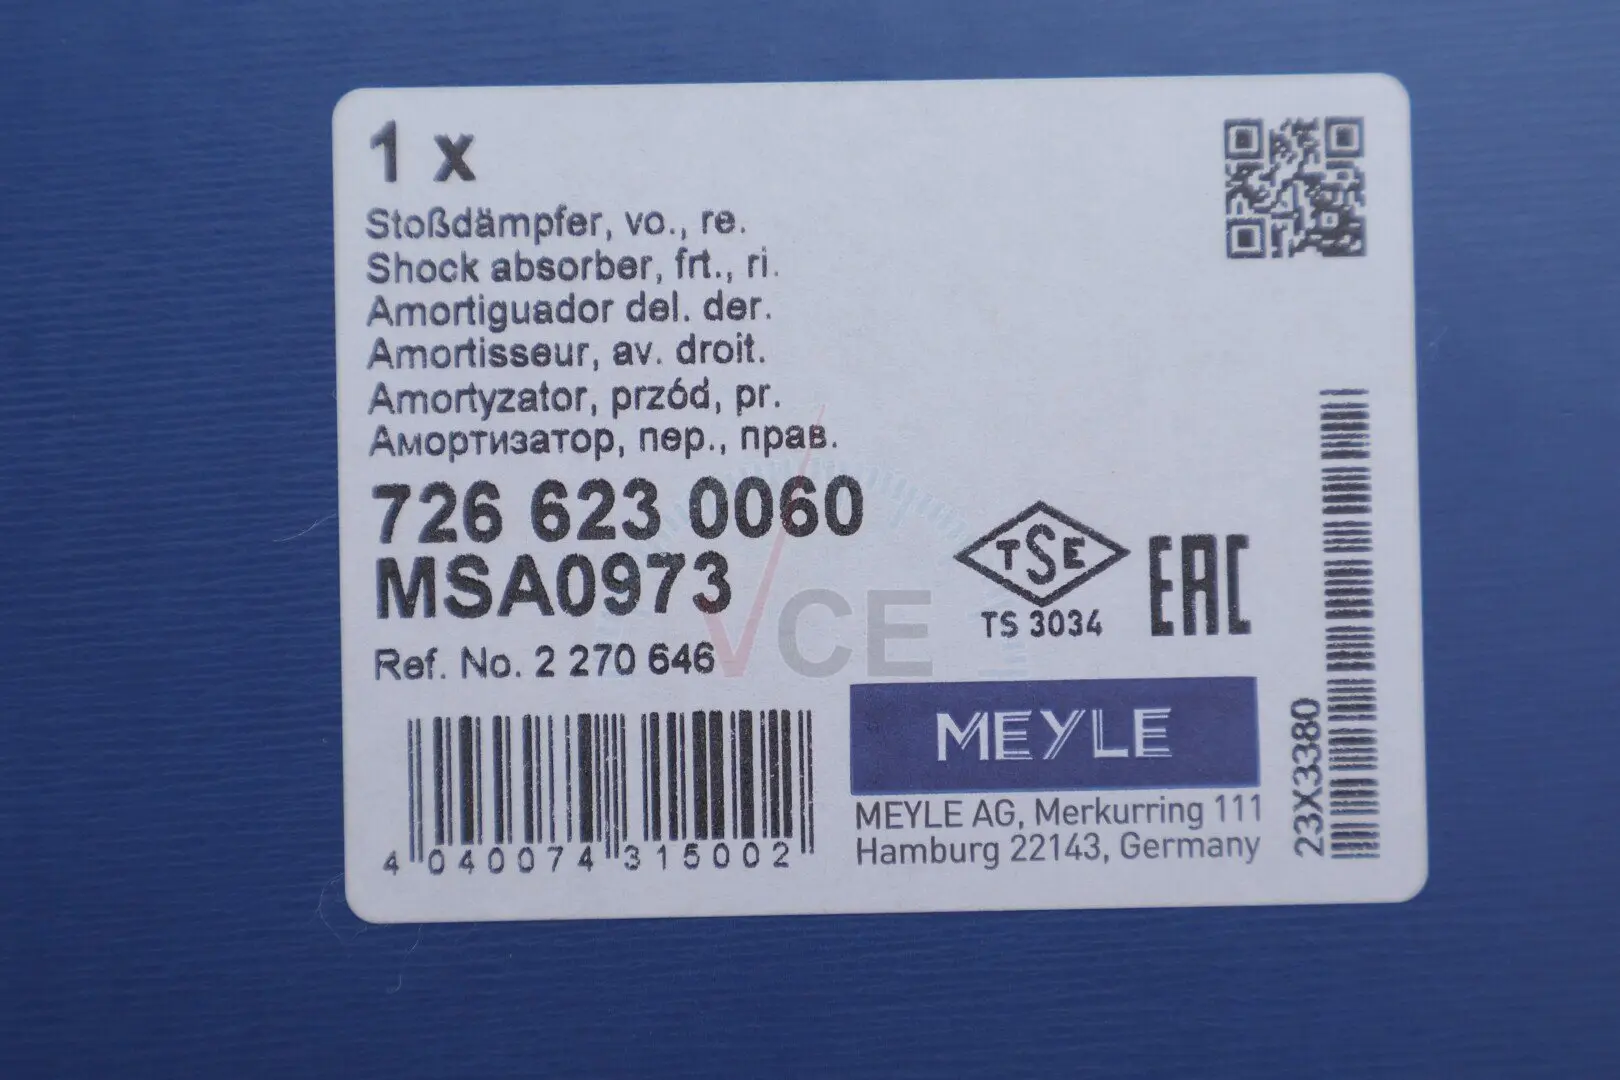 1 x
Stoßdämpfer, vo., re.
Shock absorber, frt., ri.
Amortiguador del. der.
Amortisseur, av. droit.
Amortyzator, przód, pr.
Амортизатор, пер., прав.
726 623 0060
MSA0973
Ref. No. 2 270 646
VCE
TSE
TS 3034
EAC
4 040074 315002
MEYLE
MEYLE AG, Merkurring 111
Hamburg 22143, Germany
23X3380